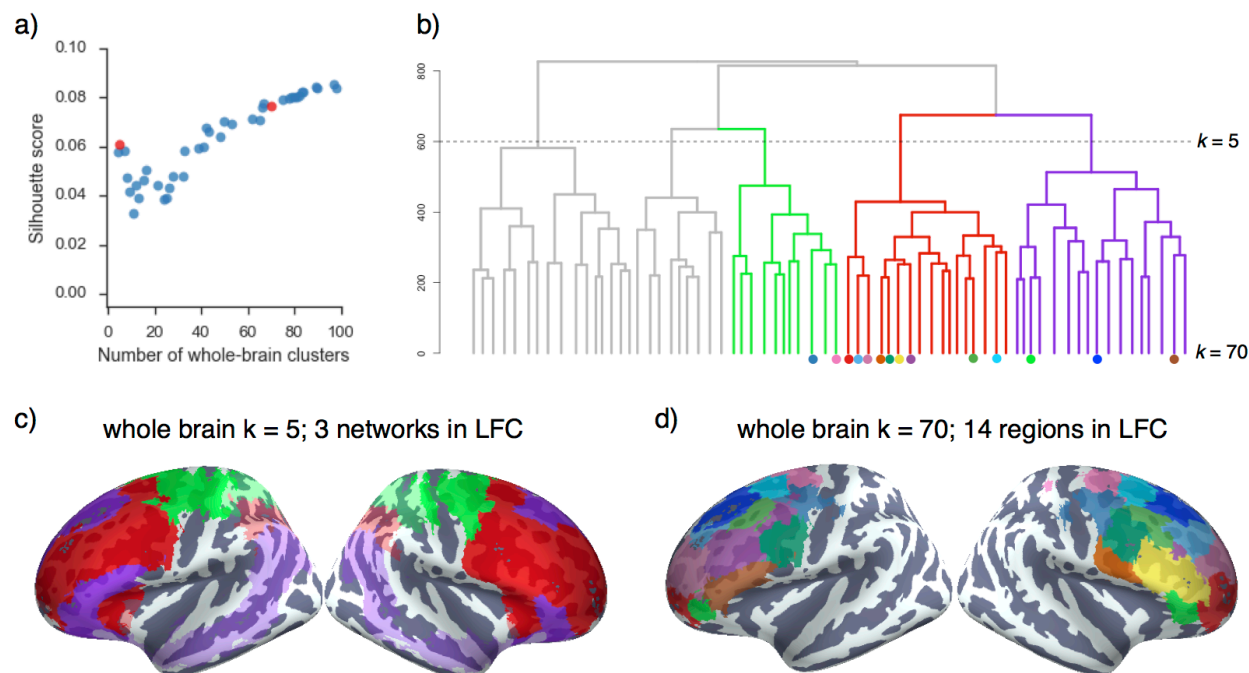 a)
Silhouette score
0.10
0.08
0.06
0.04
0.02
0.00
0
20
40
60
80
100
Number of whole-brain clusters
b)
800
600
400
200
0
k = 5
k = 70
c)
whole brain k = 5; 3 networks in LFC
d)
whole brain k = 70; 14 regions in LFC